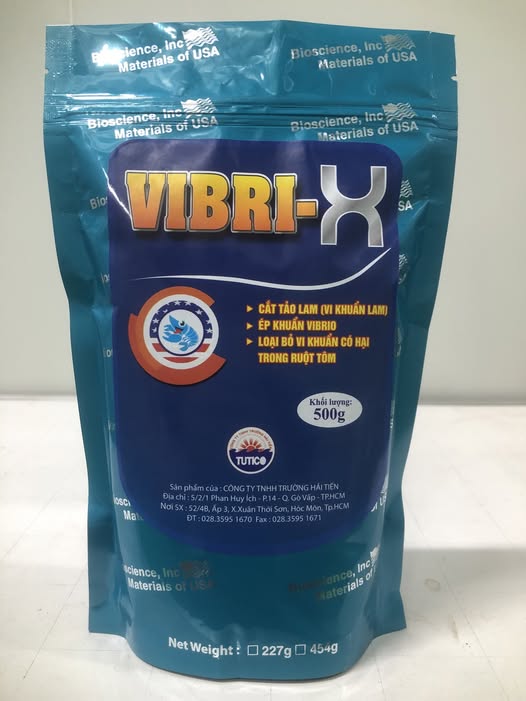 Bioscience, Inc
Materials of USA
Bioscience, Inc
Materials of USA
Bioscience, Inc
Materials of USA
Bioscience, Inc
Materials of USA
VIBRI-X
CẮT TẢO LAM (VI KHUẨN LAM)
ÉP KHUẨN VIBRIO
LOẠI BỎ VI KHUẨN CÓ HẠI
TRONG RUỘT TÔM
Khối lượng:
500g
TUTICO
Sản phẩm của : CÔNG TY TNHH TRƯỜNG HẢI TIẾN
Địa chỉ : 5/2/1 Phan Huy Ích - P.14 - Q. Gò Vấp - TP.HCM
Nơi SX : 52/4B, Ấp 3, X.Xuân Thới Sơn, Hóc Môn, Tp.HCM
ĐT : 028.3595 1670 Fax : 028.3595 1671
Bioscience, Inc
Materials of USA
Bioscience, Inc
Materials of USA
Net Weight : 227g 454g